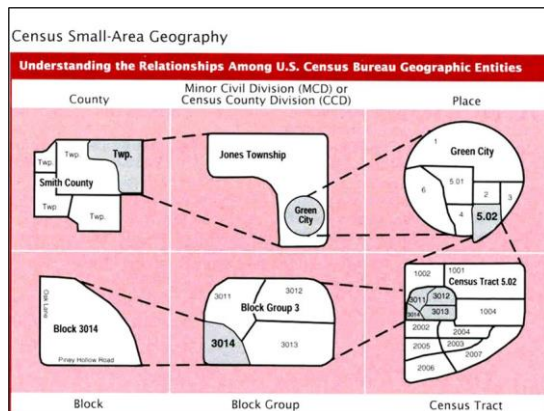 Census Small-Area Geography
Understanding the Relationships Among U.S. Census Bureau Geographic Entities
County
Minor Civil Division (MCD) or
Census County Division (CCD)
Place
Twp.
Twp.
Twp.
Smith County
Twp.
Twp.
Jones Township
Green
City
1
Green City
5.01
6
2
3
4
5.02
Oak Lane
Block 3014
Piney Hollow Road
3011
3012
Block Group 3
3014
3013
1002
1001
Census Tract 5.02
3011
3012
3014
3013
1004
2002
2004
2005
2003
2007
2006
Block
Block Group
Census Tract